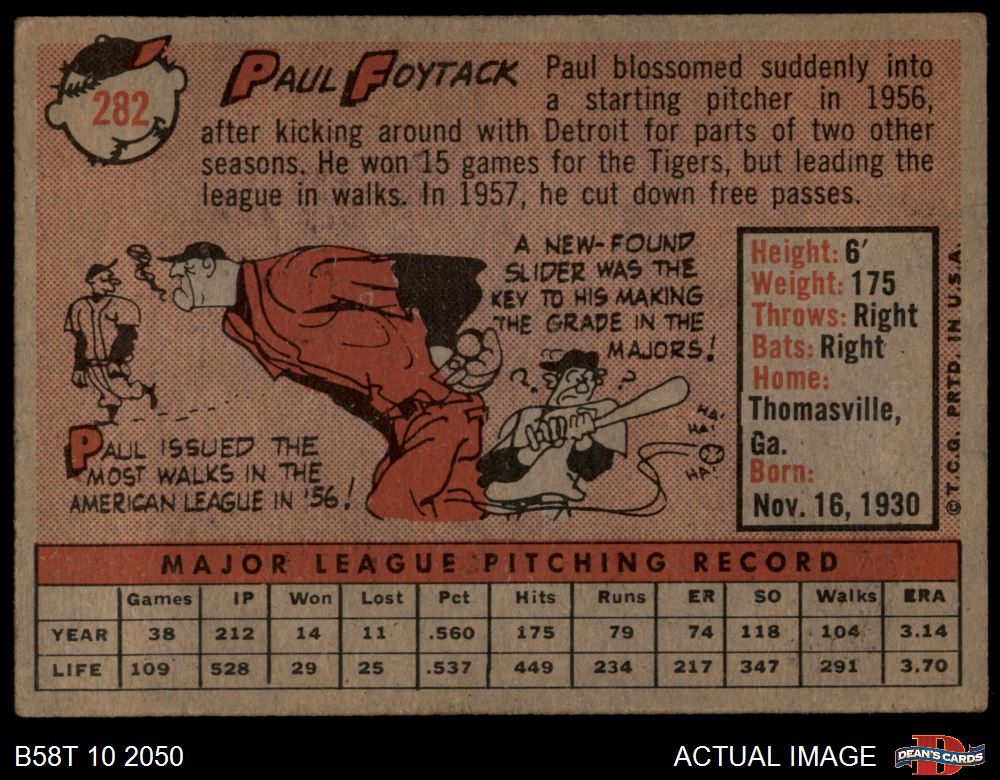 282
PAUL FOYTACK
Paul blossomed suddenly into
a starting pitcher in 1956,
after kicking around with Detroit for parts of two other
seasons. He won 15 games for the Tigers, but leading the
league in walks. In 1957, he cut down free passes.
A NEW-FOUND
SLIDER WAS THE
KEY TO HIS MAKING
THE GRADE IN THE
MAJORS!
? ?
HA!
HA!
HA!
PAUL ISSUED THE
MOST WALKS IN THE
AMERICAN LEAGUE IN '56!
Height: 6'
Weight: 175
Throws: Right
Bats: Right
Home:
Thomasville,
Ga.
Born:
Nov. 16, 1930
© T.C.G. PRTD. IN U.S.A.
MAJOR LEAGUE PITCHING RECORD
Games IP Won Lost Pct Hits Runs ER SO Walks ERA
YEAR 38 212 14 11 .560 175 79 74 118 104 3.14
LIFE 109 528 29 25 .537 449 234 217 347 291 3.70
B58T 10 2050
ACTUAL IMAGE
D
DEAN'S CARDS